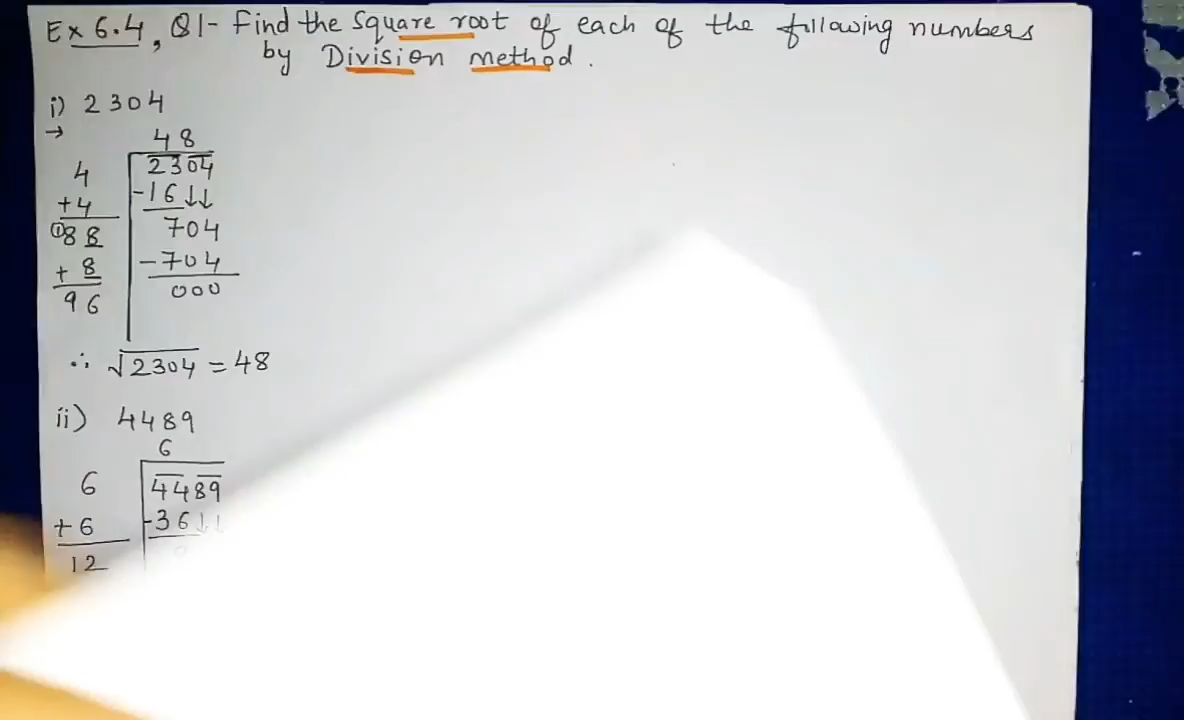 Ex 6.4, Q1- Find the square root of each of the following numbers
by Division method.
i) 2304
→
48
4 2304
+4 -16↓↓
①88 704
+8 -704
96 000
∴ √2304 = 48
ii) 4489
6
6 4489
+6 -36↓↓
12